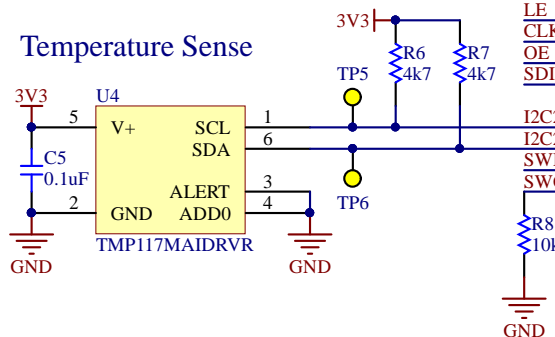 Temperature Sense
3V3
U4
5
V+
SCL
1
SDA
6
C5
0.1uF
ALERT
3
2
GND
ADD0
4
TMP117MAIDRVR
GND
GND
3V3
R6
4k7
R7
4k7
TP5
TP6
LE
OE
R8
GND